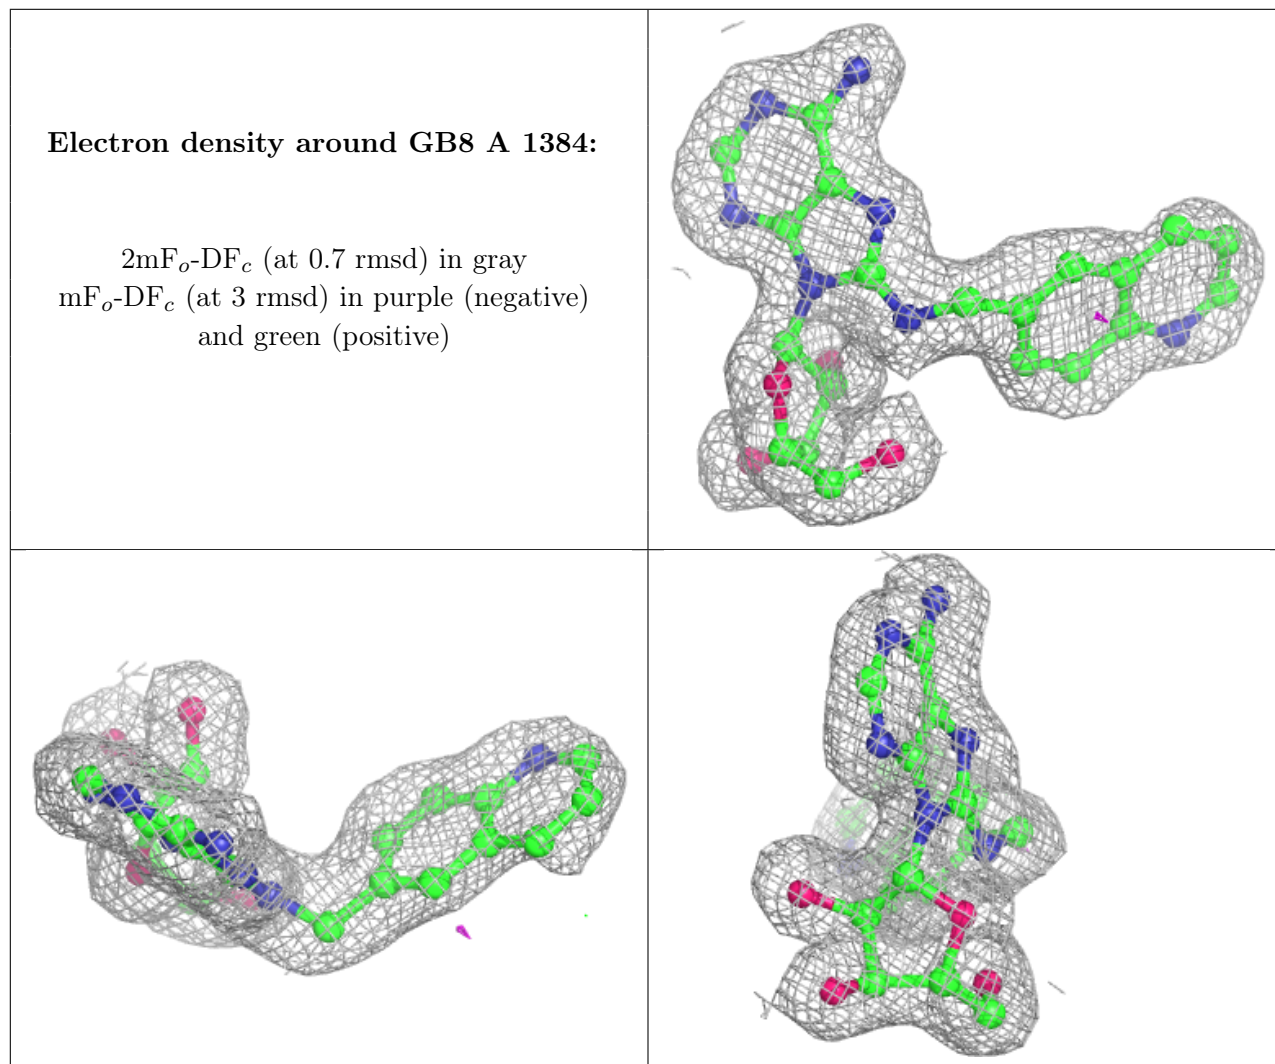 Electron density around GB8 A 1384:
2mFo-DFc (at 0.7 rmsd) in gray
mFo-DFc (at 3 rmsd) in purple (negative)
and green (positive)